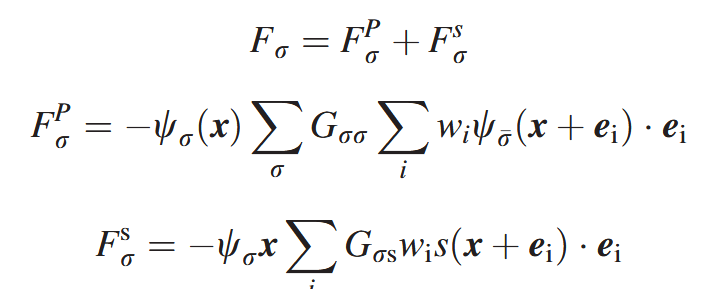 F_σ = F_σ^P + F_σ^s
F_σ^P = −ψ_σ(x) ∑_σ G_σσ ∑_i w_i ψ_σ̄(x + e_i) · e_i
F_σ^s = −ψ_σ x ∑_i G_σs w_i s(x + e_i) · e_i